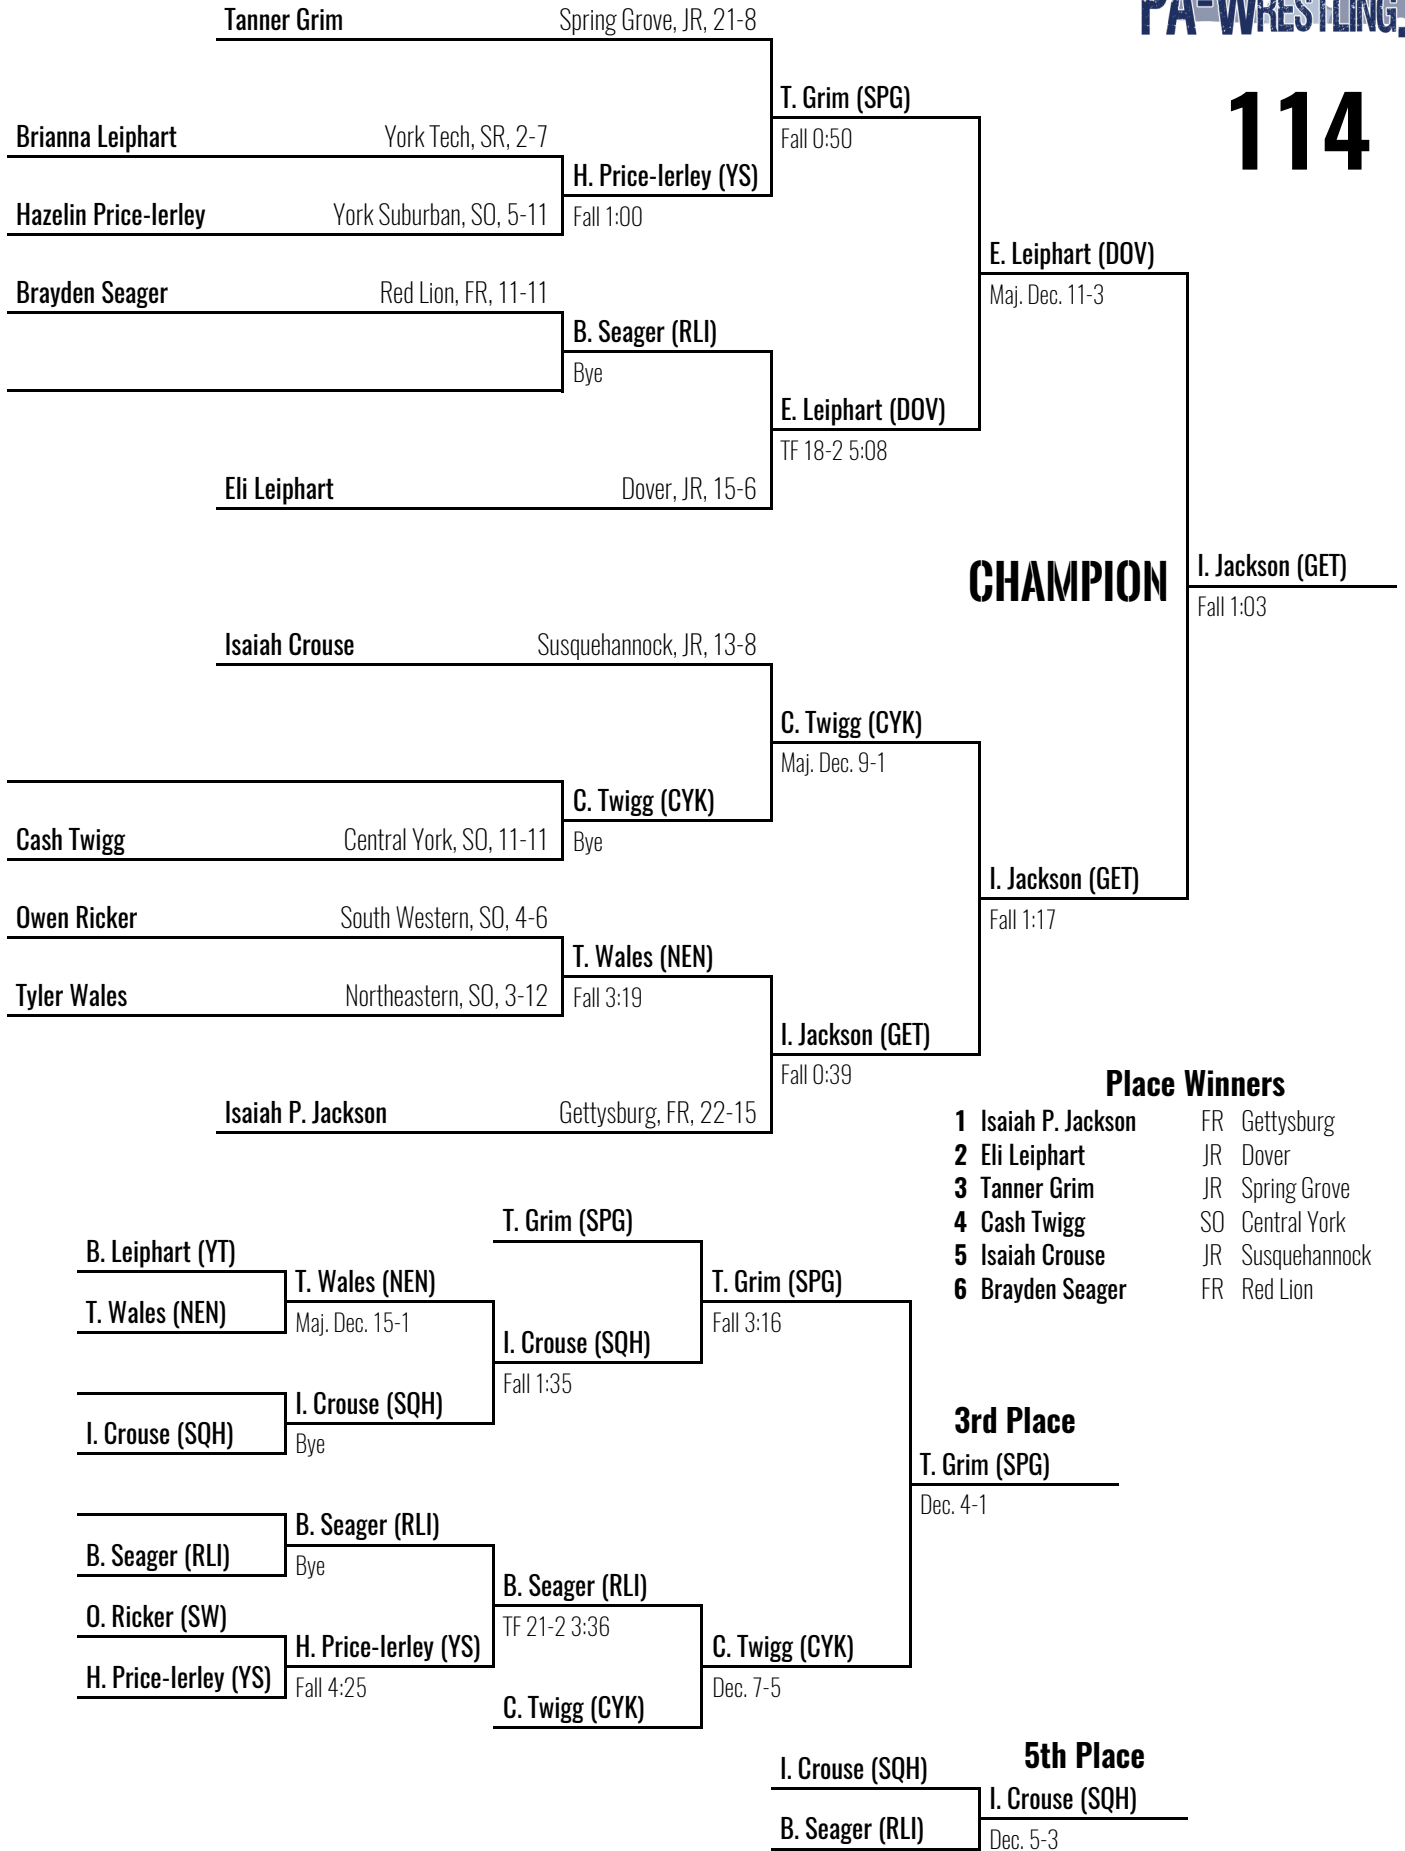 PA-WRESTLING.
114
Tanner Grim Spring Grove, JR, 21-8
T. Grim (SPG)
Fall 0:50
Brianna Leiphart York Tech, SR, 2-7
H. Price-Ierley (YS)
Hazelin Price-Ierley York Suburban, SO, 5-11
Fall 1:00
E. Leiphart (DOV)
Maj. Dec. 11-3
Brayden Seager Red Lion, FR, 11-11
B. Seager (RLI)
Bye
E. Leiphart (DOV)
TF 18-2 5:08
Eli Leiphart Dover, JR, 15-6
CHAMPION
I. Jackson (GET)
Fall 1:03
Isaiah Crouse Susquehannock, JR, 13-8
C. Twigg (CYK)
Maj. Dec. 9-1
C. Twigg (CYK)
Cash Twigg Central York, SO, 11-11
Bye
I. Jackson (GET)
Fall 1:17
Owen Ricker South Western, SO, 4-6
T. Wales (NEN)
Tyler Wales Northeastern, SO, 3-12
Fall 3:19
I. Jackson (GET)
Fall 0:39
Isaiah P. Jackson Gettysburg, FR, 22-15
Place Winners
1 Isaiah P. Jackson FR Gettysburg
2 Eli Leiphart JR Dover
3 Tanner Grim JR Spring Grove
4 Cash Twigg SO Central York
5 Isaiah Crouse JR Susquehannock
6 Brayden Seager FR Red Lion
T. Grim (SPG)
B. Leiphart (YT)
T. Wales (NEN)
T. Grim (SPG)
T. Wales (NEN)
Maj. Dec. 15-1
Fall 3:16
I. Crouse (SQH)
Fall 1:35
I. Crouse (SQH)
I. Crouse (SQH)
Bye
3rd Place
T. Grim (SPG)
Dec. 4-1
B. Seager (RLI)
B. Seager (RLI)
Bye
B. Seager (RLI)
TF 21-2 3:36
O. Ricker (SW)
H. Price-Ierley (YS)
C. Twigg (CYK)
H. Price-Ierley (YS)
Fall 4:25
Dec. 7-5
C. Twigg (CYK)
5th Place
I. Crouse (SQH)
I. Crouse (SQH)
B. Seager (RLI)
Dec. 5-3